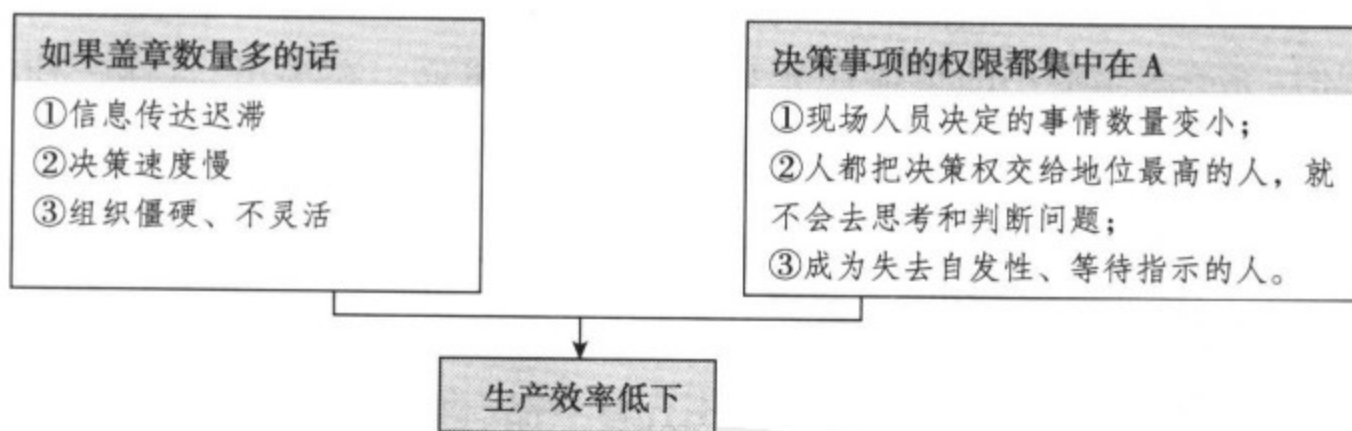 如果盖章数量多的话
①信息传达迟滞
②决策速度慢
③组织僵硬、不灵活
决策事项的权限都集中在A
①现场人员决定的事情数量变小；
②人都把决策权交给地位最高的人，就
不会去思考和判断问题；
③成为失去自发性、等待指示的人。
生产效率低下